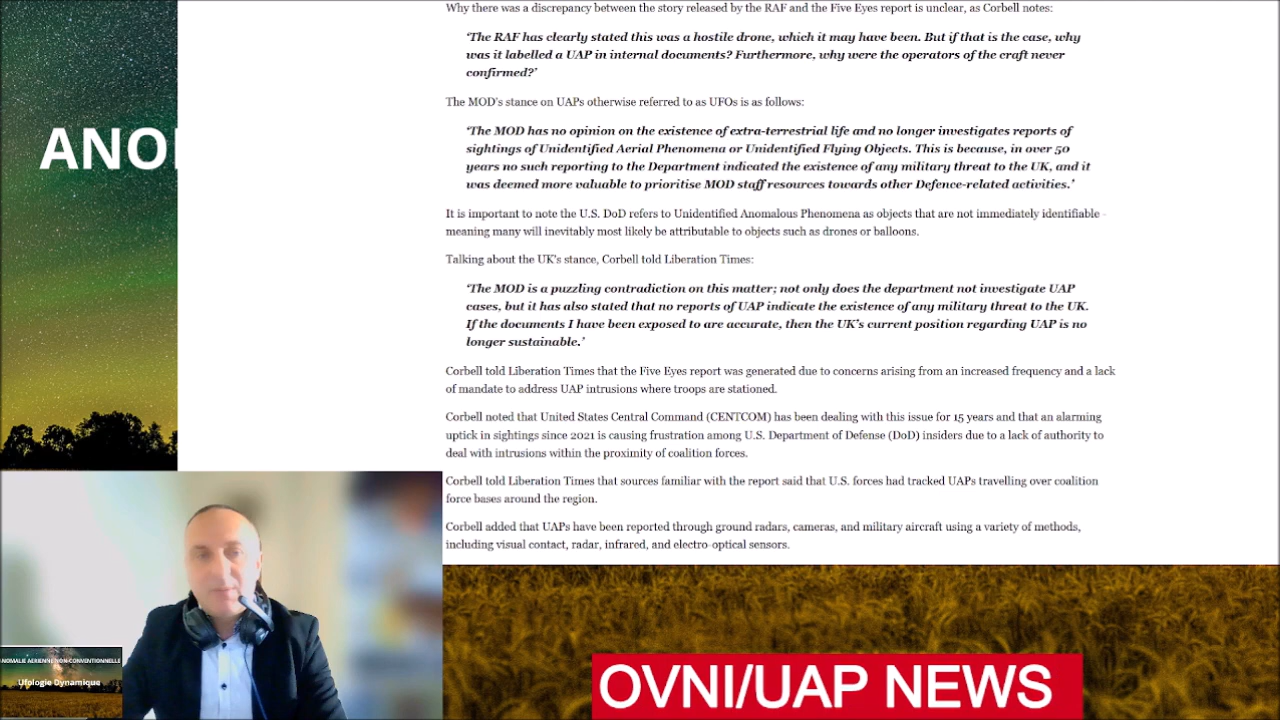 Why there was a discrepancy between the story released by the RAF and the Five Eyes report is unclear, as Corbell notes:
'The RAF has clearly stated this was a hostile drone, which it may have been. But if that is the case, why
was it labelled a UAP in internal documents? Furthermore, why were the operators of the craft never
confirmed?'
The MOD's stance on UAPs otherwise referred to as UFOs is as follows:
'The MOD has no opinion on the existence of extra-terrestrial life and no longer investigates reports of
sightings of Unidentified Aerial Phenomena or Unidentified Flying Objects. This is because, in over 50
years no such reporting to the Department indicated the existence of any military threat to the UK, and it
was deemed more valuable to prioritise MOD staff resources towards other Defence-related activities.'
It is important to note the U.S. DoD refers to Unidentified Anomalous Phenomena as objects that are not immediately identifiable -
meaning many will inevitably most likely be attributable to objects such as drones or balloons.
Talking about the UK's stance, Corbell told Liberation Times:
'The MOD is a puzzling contradiction on this matter; not only does the department not investigate UAP
cases, but it has also stated that no reports of UAP indicate the existence of any military threat to the UK.
If the documents I have been exposed to are accurate, then the UK's current position regarding UAP is no
longer sustainable.'
Corbell told Liberation Times that the Five Eyes report was generated due to concerns arising from an increased frequency and a lack
of mandate to address UAP intrusions where troops are stationed.
Corbell noted that United States Central Command (CENTCOM) has been dealing with this issue for 15 years and that an alarming
uptick in sightings since 2021 is causing frustration among U.S. Department of Defense (DoD) insiders due to a lack of authority to
deal with intrusions within the proximity of coalition forces.
Corbell told Liberation Times that sources familiar with the report said that U.S. forces had tracked UAPs travelling over coalition
force bases around the region.
Corbell added that UAPs have been reported through ground radars, cameras, and military aircraft using a variety of methods,
including visual contact, radar, infrared, and electro-optical sensors.
ANO
ANOMALIE AERIENNE NON-CONVENTIONNELLE
Ufologie Dynamique
OVNI/UAP NEWS